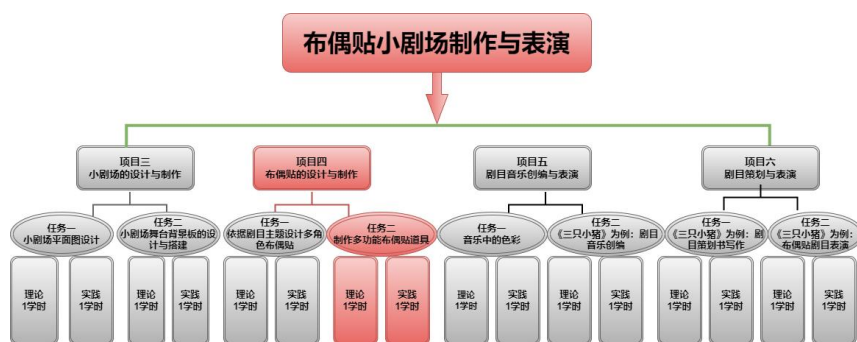 布偶贴小剧场制作与表演
项目三
小剧场的设计与制作
项目四
布偶贴的设计与制作
项目五
剧目音乐创编与表演
项目六
剧目策划与表演
任务一
小剧场平面图设计
任务二
小剧场舞台背景板的设
计与搭建
任务一
依据剧目主题设计多角
色布偶贴
任务二
制作多功能布偶贴道具
任务一
音乐中的色彩
任务二
《三只小猪》为例：剧目
音乐创编
任务一
《三只小猪》为例：剧
目策划书写作
任务二
《三只小猪》为例：
布偶贴剧目表演
理论
1学时
实践
1学时
理论
1学时
实践
1学时
理论
1学时
实践
1学时
理论
1学时
实践
1学时
理论
1学时
实践
1学时
理论
1学时
实践
1学时
理论
1学时
实践
1学时
理论
1学时
实践
1学时